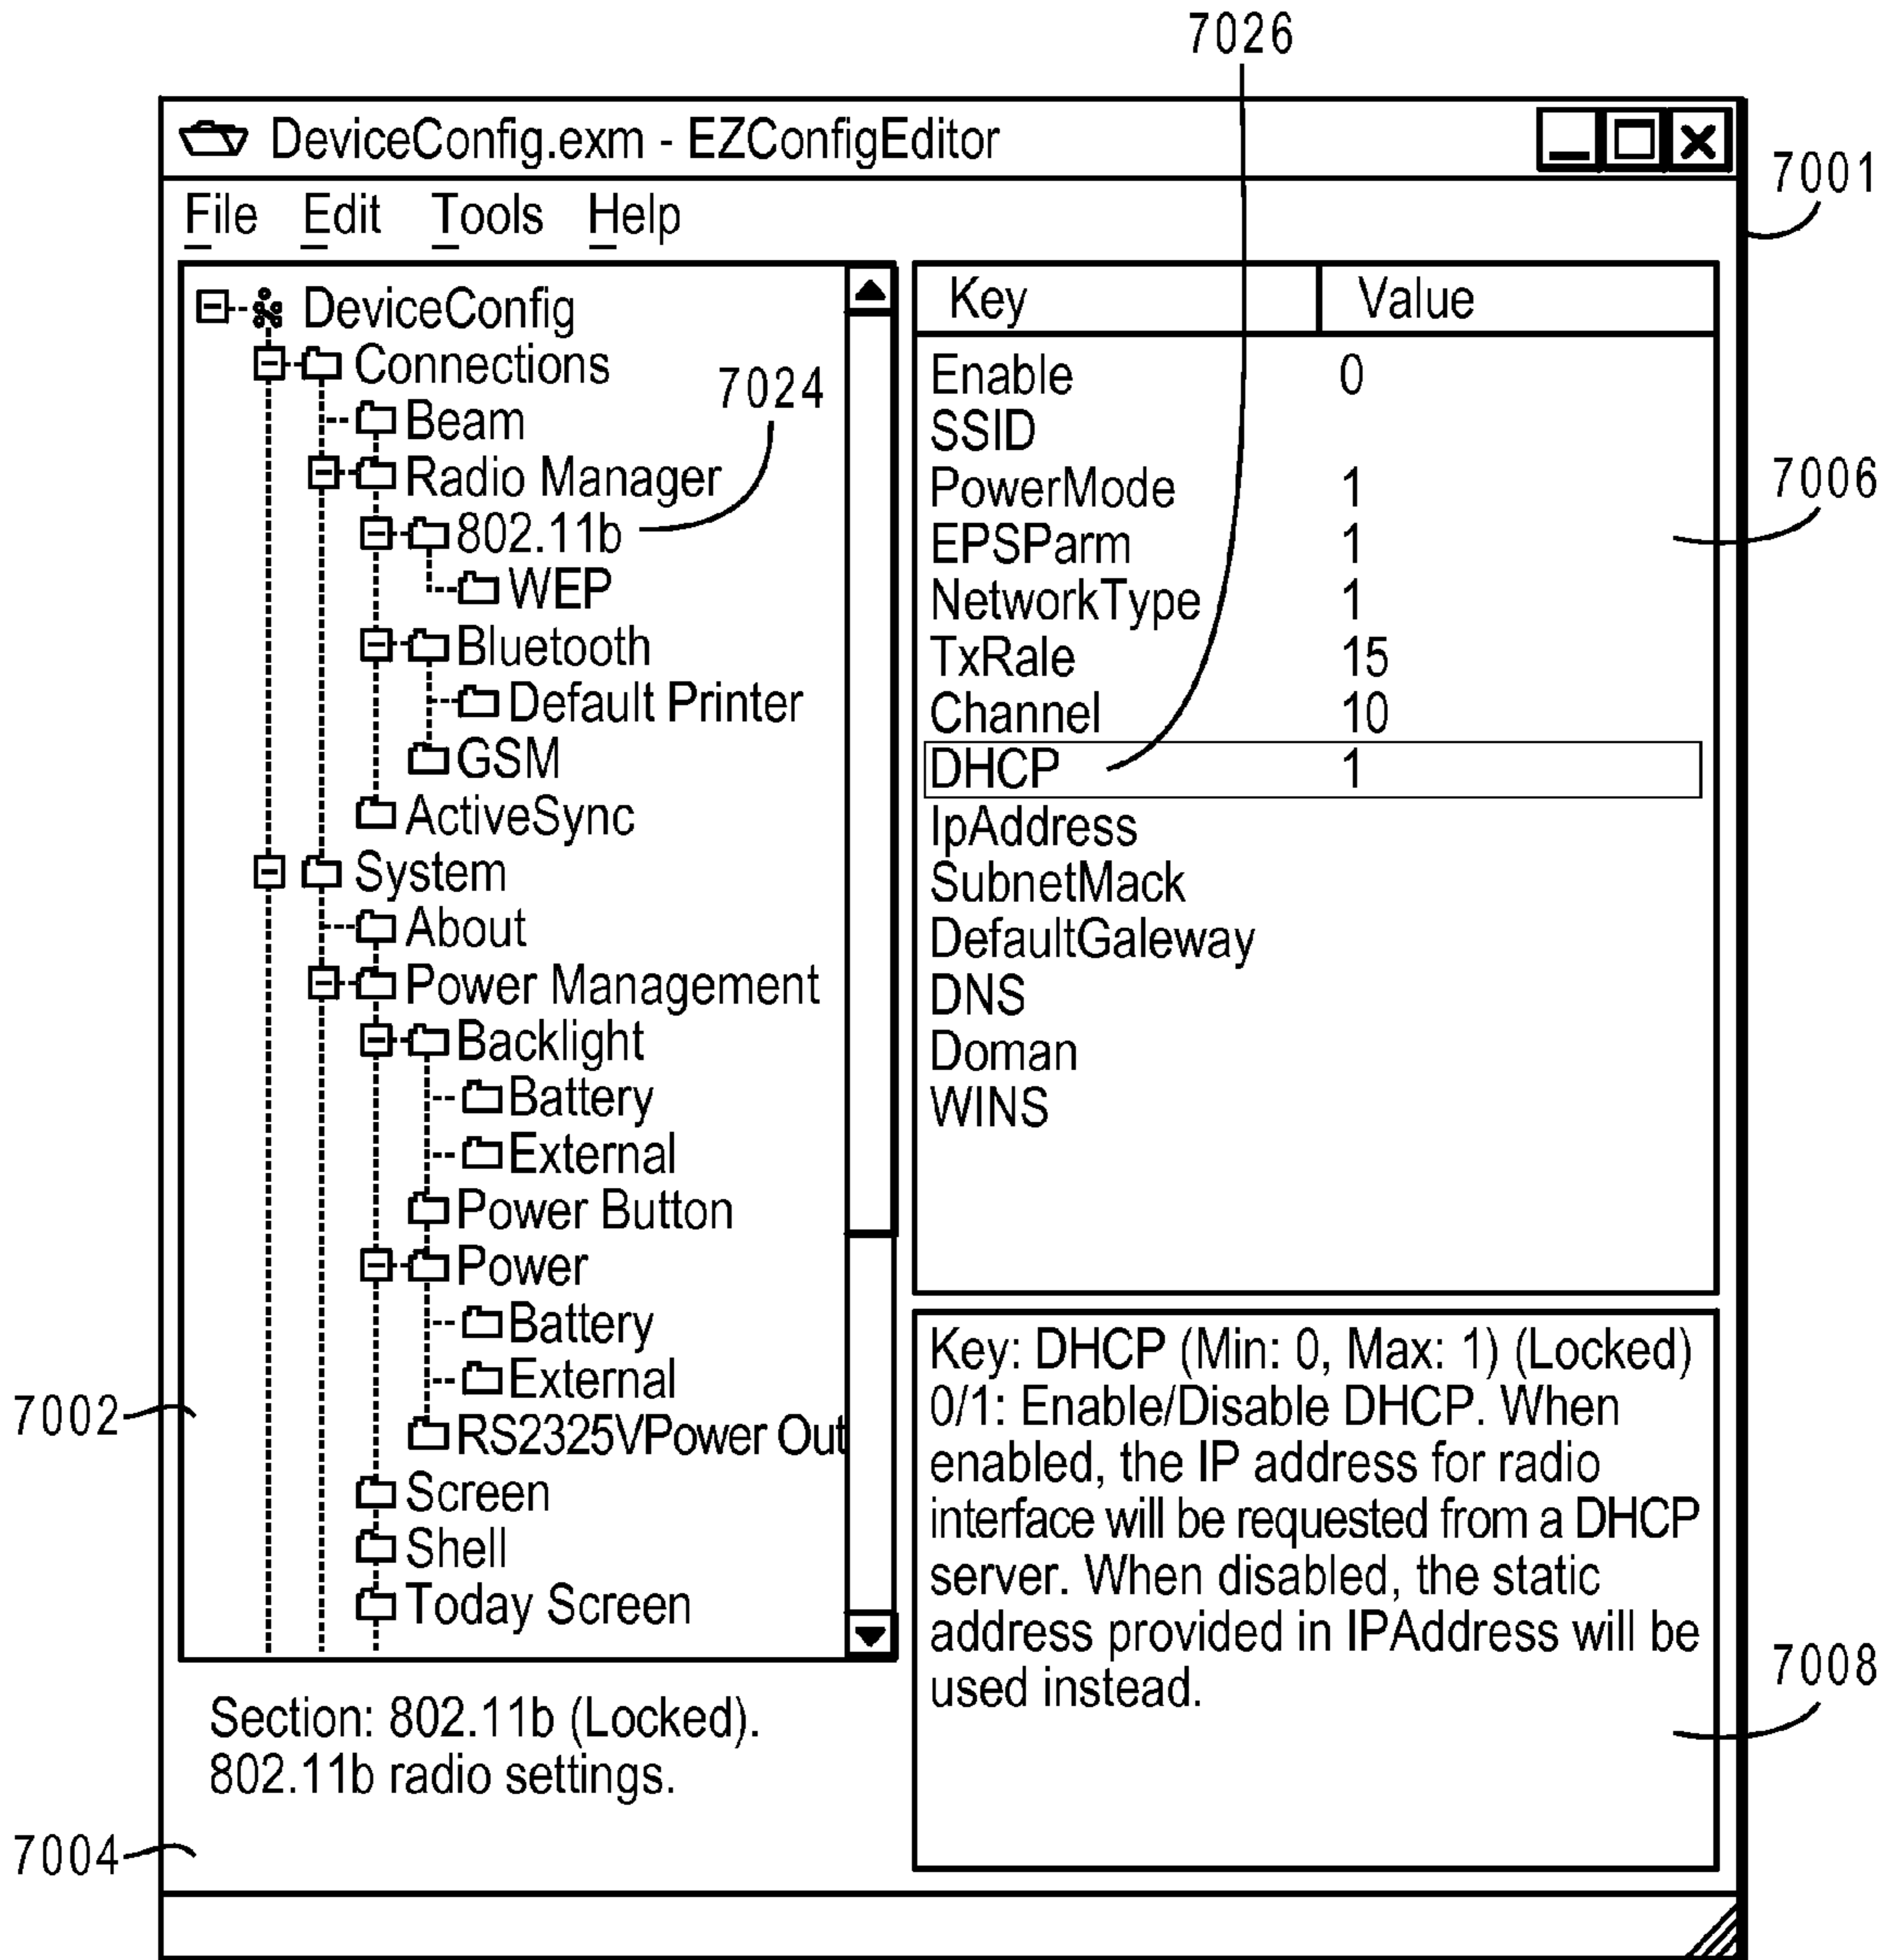 7026
DeviceConfig.exm - EZConfigEditor
7001
File Edit Tools Help
DeviceConfig
Connections
7024
Beam
Radio Manager
802.11b
WEP
Bluetooth
Default Printer
GSM
ActiveSync
System
About
Power Management
Backlight
Battery
External
Power Button
Power
Battery
External
RS2325VPower Out
Screen
Shell
Today Screen
7002
Key Value
Enable 0
SSID
PowerMode 1
7006
EPSParm 1
NetworkType 1
TxRale 15
Channel 10
DHCP 1
IpAddress
SubnetMack
DefaultGaleway
DNS
Doman
WINS
Section: 802.11b (Locked).
802.11b radio settings.
7004
Key: DHCP (Min: 0, Max: 1) (Locked)
0/1: Enable/Disable DHCP. When
enabled, the IP address for radio
interface will be requested from a DHCP
server. When disabled, the static
address provided in IPAddress will be
used instead.
7008